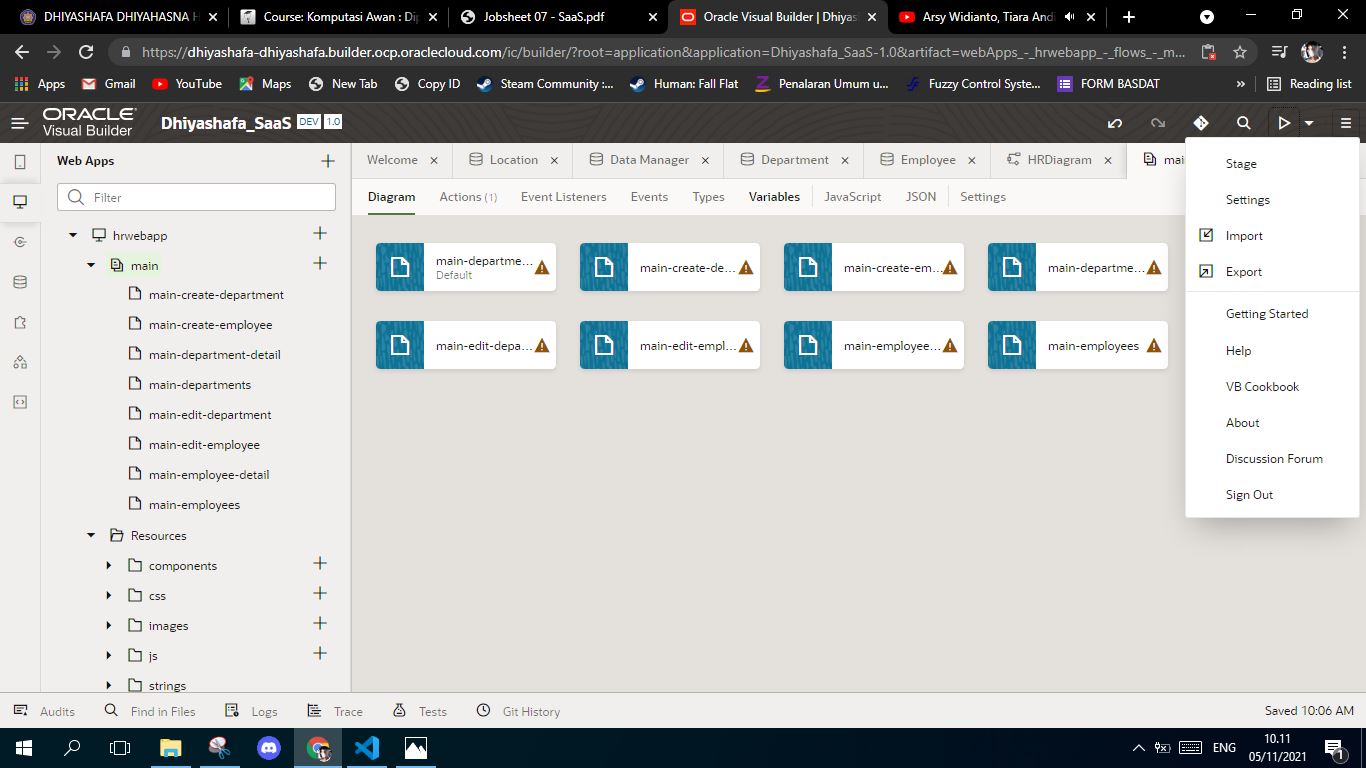 DHIYASHAFA DHIYAHASNA H
Course: Komputasi Awan : Dip
Jobsheet 07 - SaaS.pdf
Oracle Visual Builder | Dhiyash
Arsy Widianto, Tiara Andi
https://dhiyashafa-dhiyashafa.builder.ocp.oraclecloud.com/ic/builder/?root=application&application=Dhiyashafa_SaaS-1.0&artifact=webApps_-_hrwebapp_-_flows_-_m...
Apps Gmail YouTube Maps New Tab Copy ID Steam Community :... Human: Fall Flat Penalaran Umum u... Fuzzy Control Syste... FORM BASDAT » Reading list
ORACLE
Visual Builder
Dhiyashafa_SaaS DEV 1.0
Web Apps
Filter
hrwebapp
main
main-create-department
main-create-employee
main-department-detail
main-departments
main-edit-department
main-edit-employee
main-employee-detail
main-employees
Resources
components
css
images
js
strings
Welcome Location Data Manager Department Employee HRDiagram mai
Diagram Actions (1) Event Listeners Events Types Variables JavaScript JSON Settings
main-departme...
Default
main-create-de...
main-create-em...
main-departme...
main-edit-depa...
main-edit-empl...
main-employee...
main-employees
Stage
Settings
Import
Export
Getting Started
Help
VB Cookbook
About
Discussion Forum
Sign Out
Audits Find in Files Logs Trace Tests Git History Saved 10:06 AM
ENG
10.11
05/11/2021
1